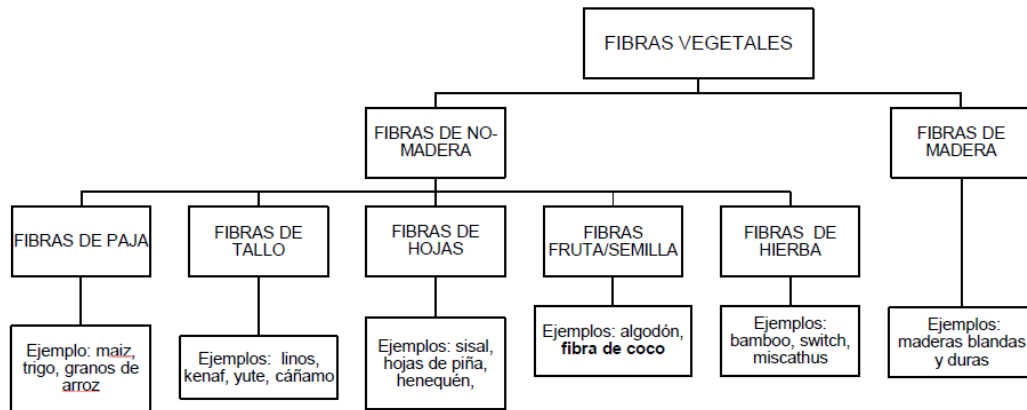 FIBRAS VEGETALES
FIBRAS DE NO-
MADERA
FIBRAS DE
MADERA
FIBRAS DE PAJA
FIBRAS DE
TALLO
FIBRAS DE
HOJAS
FIBRAS
FRUTA/SEMILLA
FIBRAS DE
HIERBA
Ejemplo: maiz,
trigo, granos de
arroz
Ejemplos: linos,
kenaf, yute, cáñamo
Ejemplos: sisal,
hojas de piña,
henequén,
Ejemplos: algodón,
fibra de coco
Ejemplos:
bamboo, switch,
miscathus
Ejemplos:
maderas blandas
y duras